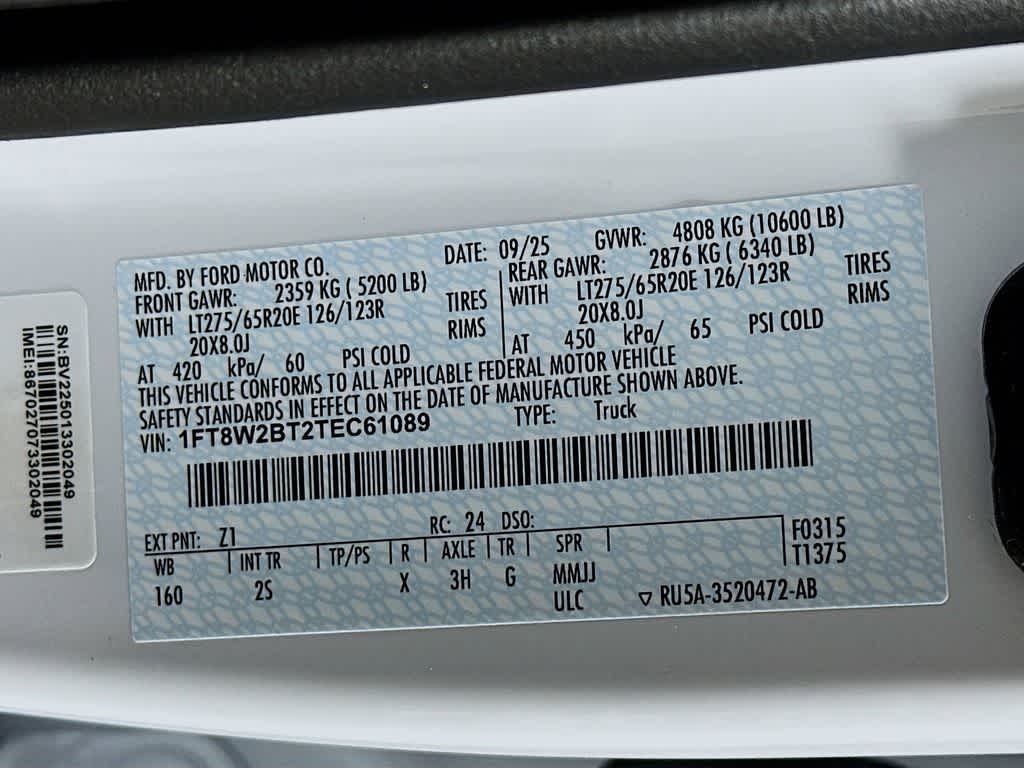 MFD. BY FORD MOTOR CO.
DATE: 09/25 GVWR: 4808 KG (10600 LB)
FRONT GAWR: 2359 KG ( 5200 LB)
WITH LT275/65R20E 126/123R TIRES
20X8.0J RIMS
AT 420 kPa/ 60 PSI COLD
REAR GAWR: 2876 KG ( 6340 LB)
WITH LT275/65R20E 126/123R TIRES
20X8.0J RIMS
AT 450 kPa/ 65 PSI COLD
THIS VEHICLE CONFORMS TO ALL APPLICABLE FEDERAL MOTOR VEHICLE
SAFETY STANDARDS IN EFFECT ON THE DATE OF MANUFACTURE SHOWN ABOVE.
VIN: 1FT8W2BT2TEC61089 TYPE: Truck
EXT PNT: Z1 RC: 24 DSO:
WB INT TR TP/PS R AXLE TR SPR
160 2S X 3H G MMJJ
ULC
F0315
T1375
RU5A-3520472-AB
SN:BV2250133302049
IMEI:867027073302049